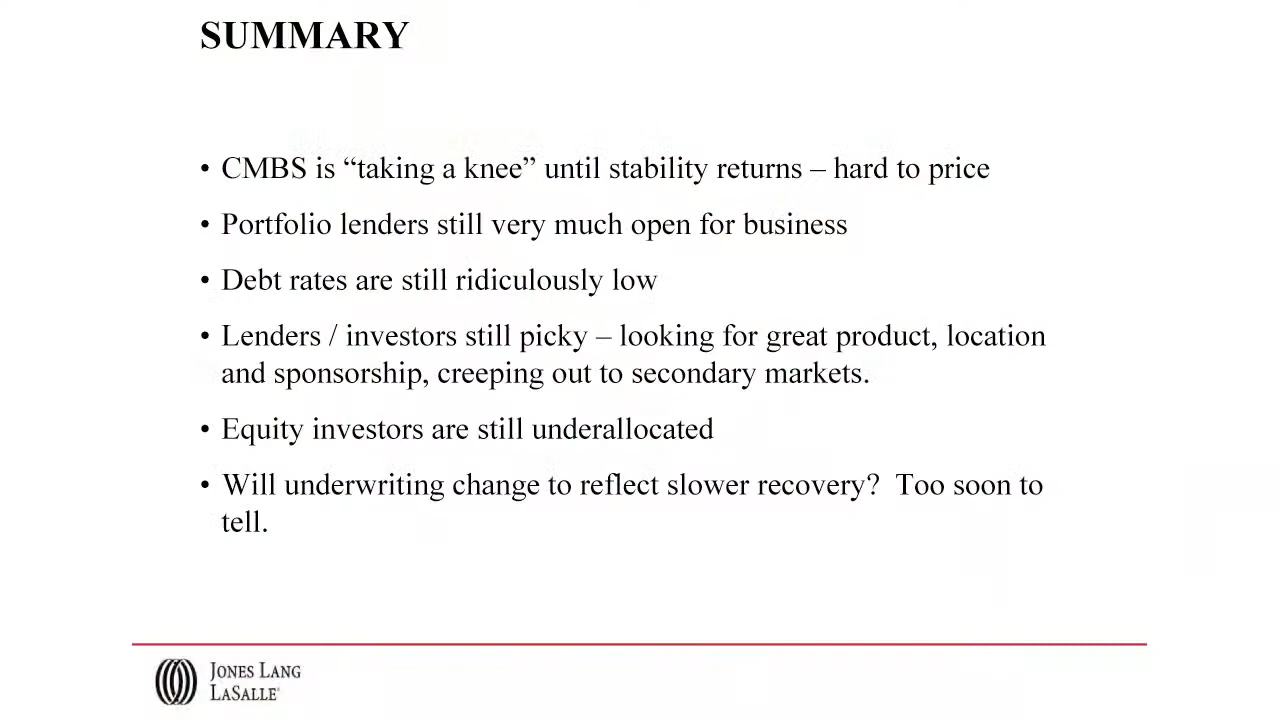 SUMMARY
• CMBS is “taking a knee” until stability returns – hard to price
• Portfolio lenders still very much open for business
• Debt rates are still ridiculously low
• Lenders / investors still picky – looking for great product, location
and sponsorship, creeping out to secondary markets.
• Equity investors are still underallocated
• Will underwriting change to reflect slower recovery?  Too soon to
tell.
JONES LANG
LASALLE®